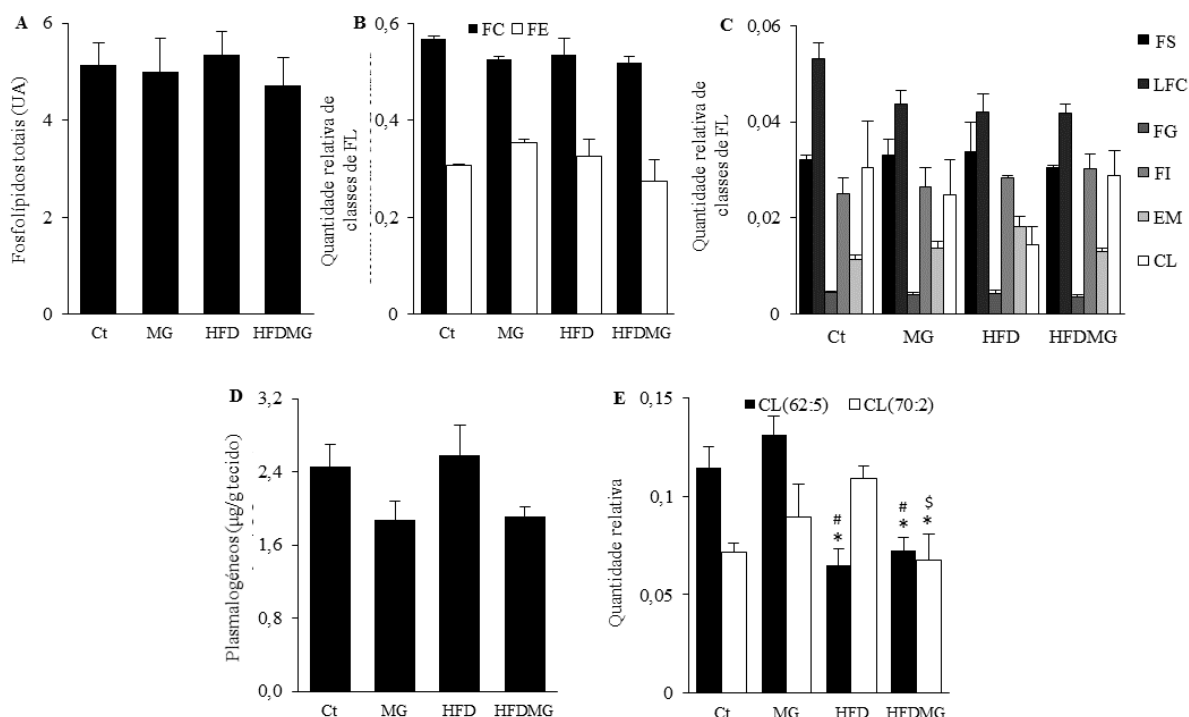 A
Fosfolípidos totais (UA)
6
4
2
0
Ct MG HFD HFDMG
B
FC FE
Quantidade relativa de
classes de FL
0,6
0,4
0,2
0
Ct MG HFD HFDMG
C
Quantidade relativa de
classes de FL
0,06
0,04
0,02
0
Ct MG HFD HFDMG
FS
LFC
FG
FI
EM
CL
D
Plasmalogéneos (µg/g tecido)
3,2
2,4
1,6
0,8
0,0
Ct MG HFD HFDMG
E
CL(62:5) CL(70:2)
Quantidade relativa
0,15
0,1
0,05
0
#
*
#
*
$
*
Ct MG HFD HFDMG